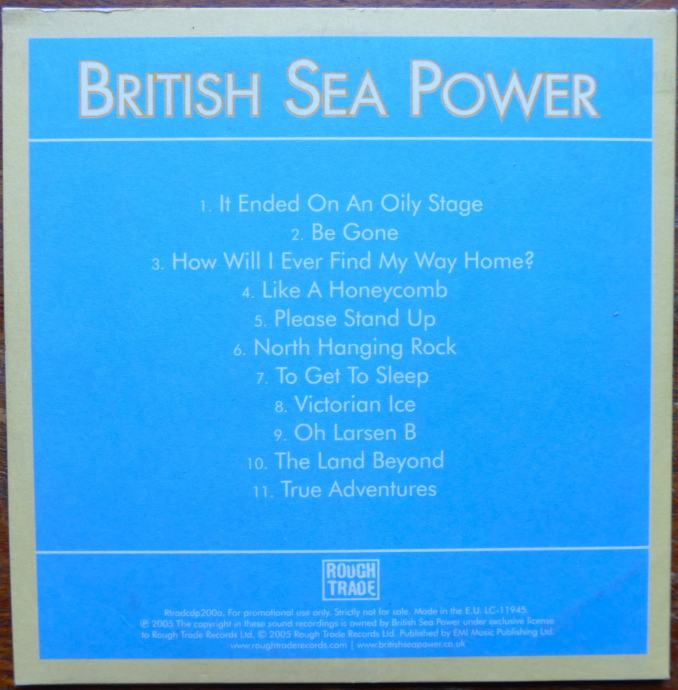 BRITISH SEA POWER
1. It Ended On An Oily Stage
2. Be Gone
3. How Will I Ever Find My Way Home?
4. Like A Honeycomb
5. Please Stand Up
6. North Hanging Rock
7. To Get To Sleep
8. Victorian Ice
9. Oh Larsen B
10. The Land Beyond
11. True Adventures
ROUGH
TRADE
Rtradcdp200a. For promotional use only. Strictly not for sale. Made in the E.U. LC-11945.
℗ 2005 The copyright in these sound recordings is owned by British Sea Power under exclusive license
to Rough Trade Records Ltd. © 2005 Rough Trade Records Ltd. Published by EMI Music Publishing Ltd.
www.roughtraderecords.com | www.britishseapower.co.uk